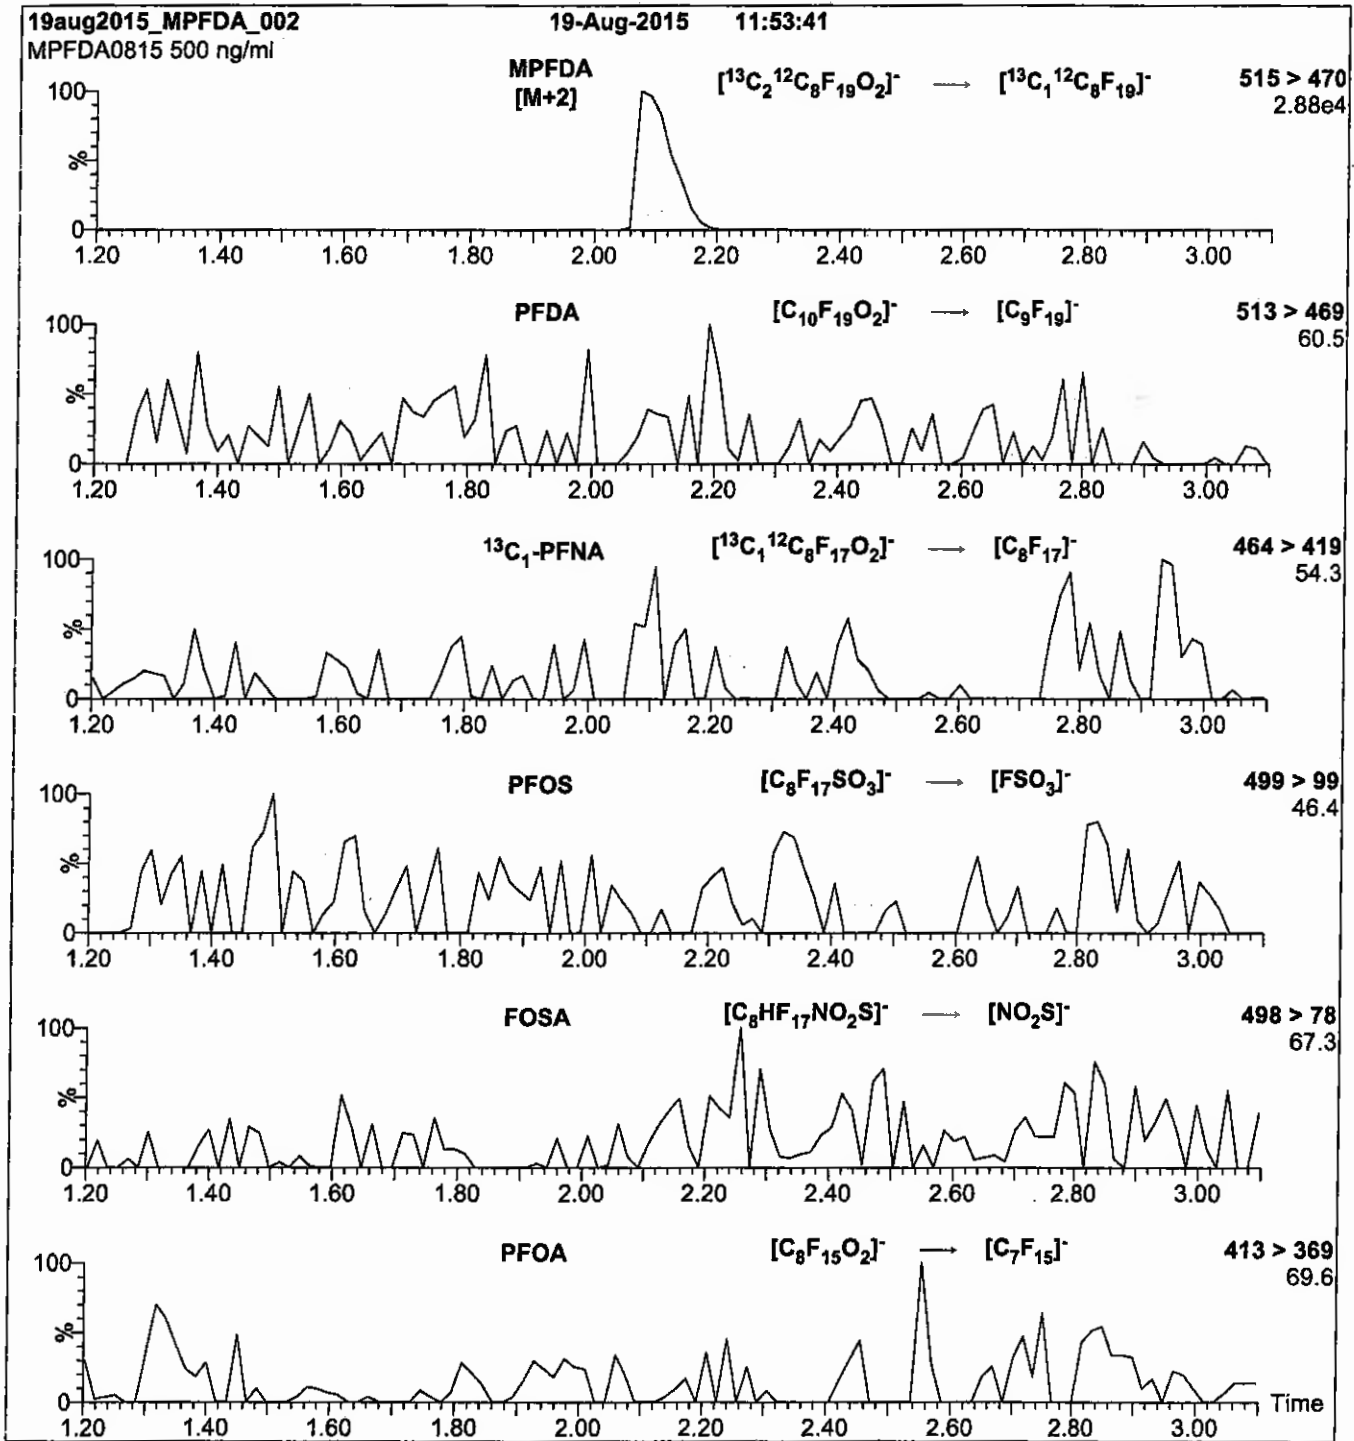 19aug2015_MPFDA_002 19-Aug-2015 11:53:41
MPFDA0815 500 ng/ml
MPFDA [¹³C₂¹²C₈F₁₉O₂]⁻ → [¹³C₁¹²C₈F₁₉]⁻ 515 > 470
[M+2] 2.88e4
100
%
0
1.20 1.40 1.60 1.80 2.00 2.20 2.40 2.60 2.80 3.00
PFDA [C₁₀F₁₉O₂]⁻ → [C₉F₁₉]⁻ 513 > 469
60.5
100
%
0
1.20 1.40 1.60 1.80 2.00 2.20 2.40 2.60 2.80 3.00
¹³C₁-PFNA [¹³C₁¹²C₈F₁₇O₂]⁻ → [C₈F₁₇]⁻ 464 > 419
54.3
100
%
0
1.20 1.40 1.60 1.80 2.00 2.20 2.40 2.60 2.80 3.00
PFOS [C₈F₁₇SO₃]⁻ → [FSO₃]⁻ 499 > 99
46.4
100
%
0
1.20 1.40 1.60 1.80 2.00 2.20 2.40 2.60 2.80 3.00
FOSA [C₈HF₁₇NO₂S]⁻ → [NO₂S]⁻ 498 > 78
67.3
100
%
0
1.20 1.40 1.60 1.80 2.00 2.20 2.40 2.60 2.80 3.00
PFOA [C₈F₁₅O₂]⁻ → [C₇F₁₅]⁻ 413 > 369
69.6
100
%
0 Time
1.20 1.40 1.60 1.80 2.00 2.20 2.40 2.60 2.80 3.00